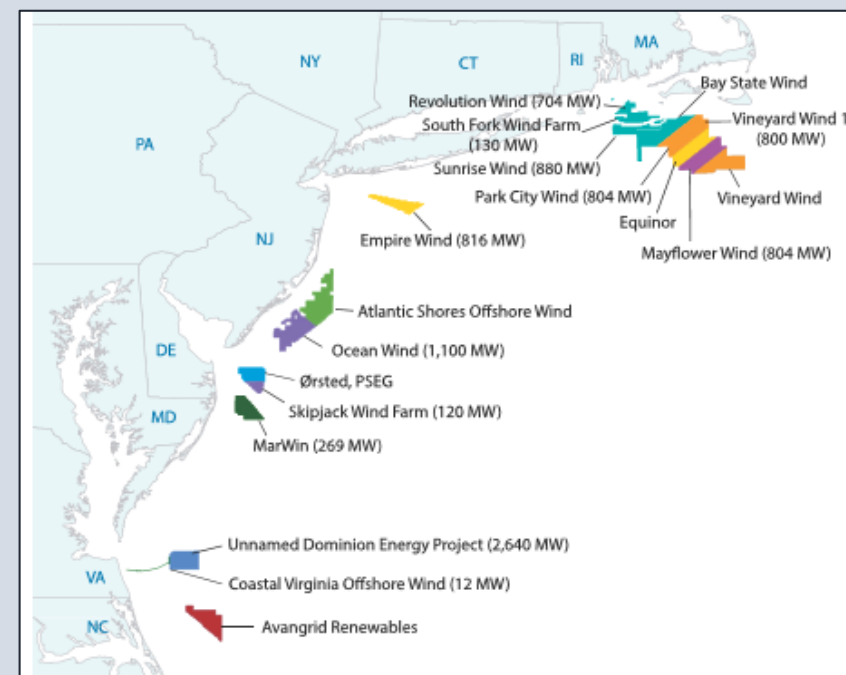 MA
NY
CT
RI
Bay State Wind
Revolution Wind (704 MW)
Vineyard Wind 1
(800 MW)
South Fork Wind Farm
(130 MW)
PA
Sunrise Wind (880 MW)
Park City Wind (804 MW)
Vineyard Wind
Equinor
NJ
Empire Wind (816 MW)
Mayflower Wind (804 MW)
Atlantic Shores Offshore Wind
DE
Ocean Wind (1,100 MW)
Ørsted, PSEG
MD
Skipjack Wind Farm (120 MW)
MarWin (269 MW)
Unnamed Dominion Energy Project (2,640 MW)
VA
Coastal Virginia Offshore Wind (12 MW)
NC
Avangrid Renewables